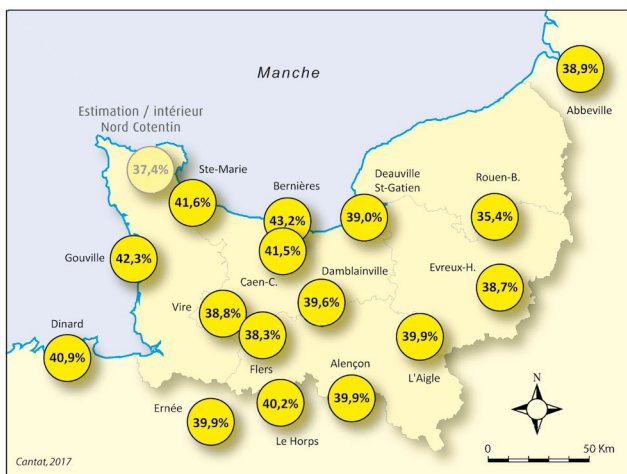 Manche
38,9%
Abbeville
Estimation / intérieur
Nord Cotentin
37,4%
Ste-Marie
41,6%
Bernières
43,2%
Deauville
St-Gatien
39,0%
Rouen-B.
35,4%
41,5%
Caen-C.
Gouville
42,3%
Damblainville
39,6%
Evreux-H.
38,7%
Vire
38,8%
38,3%
Flers
39,9%
L'Aigle
Dinard
40,9%
Alençon
39,9%
Ernée
39,9%
40,2%
Le Horps
N
0
50 Km
Cantat, 2017